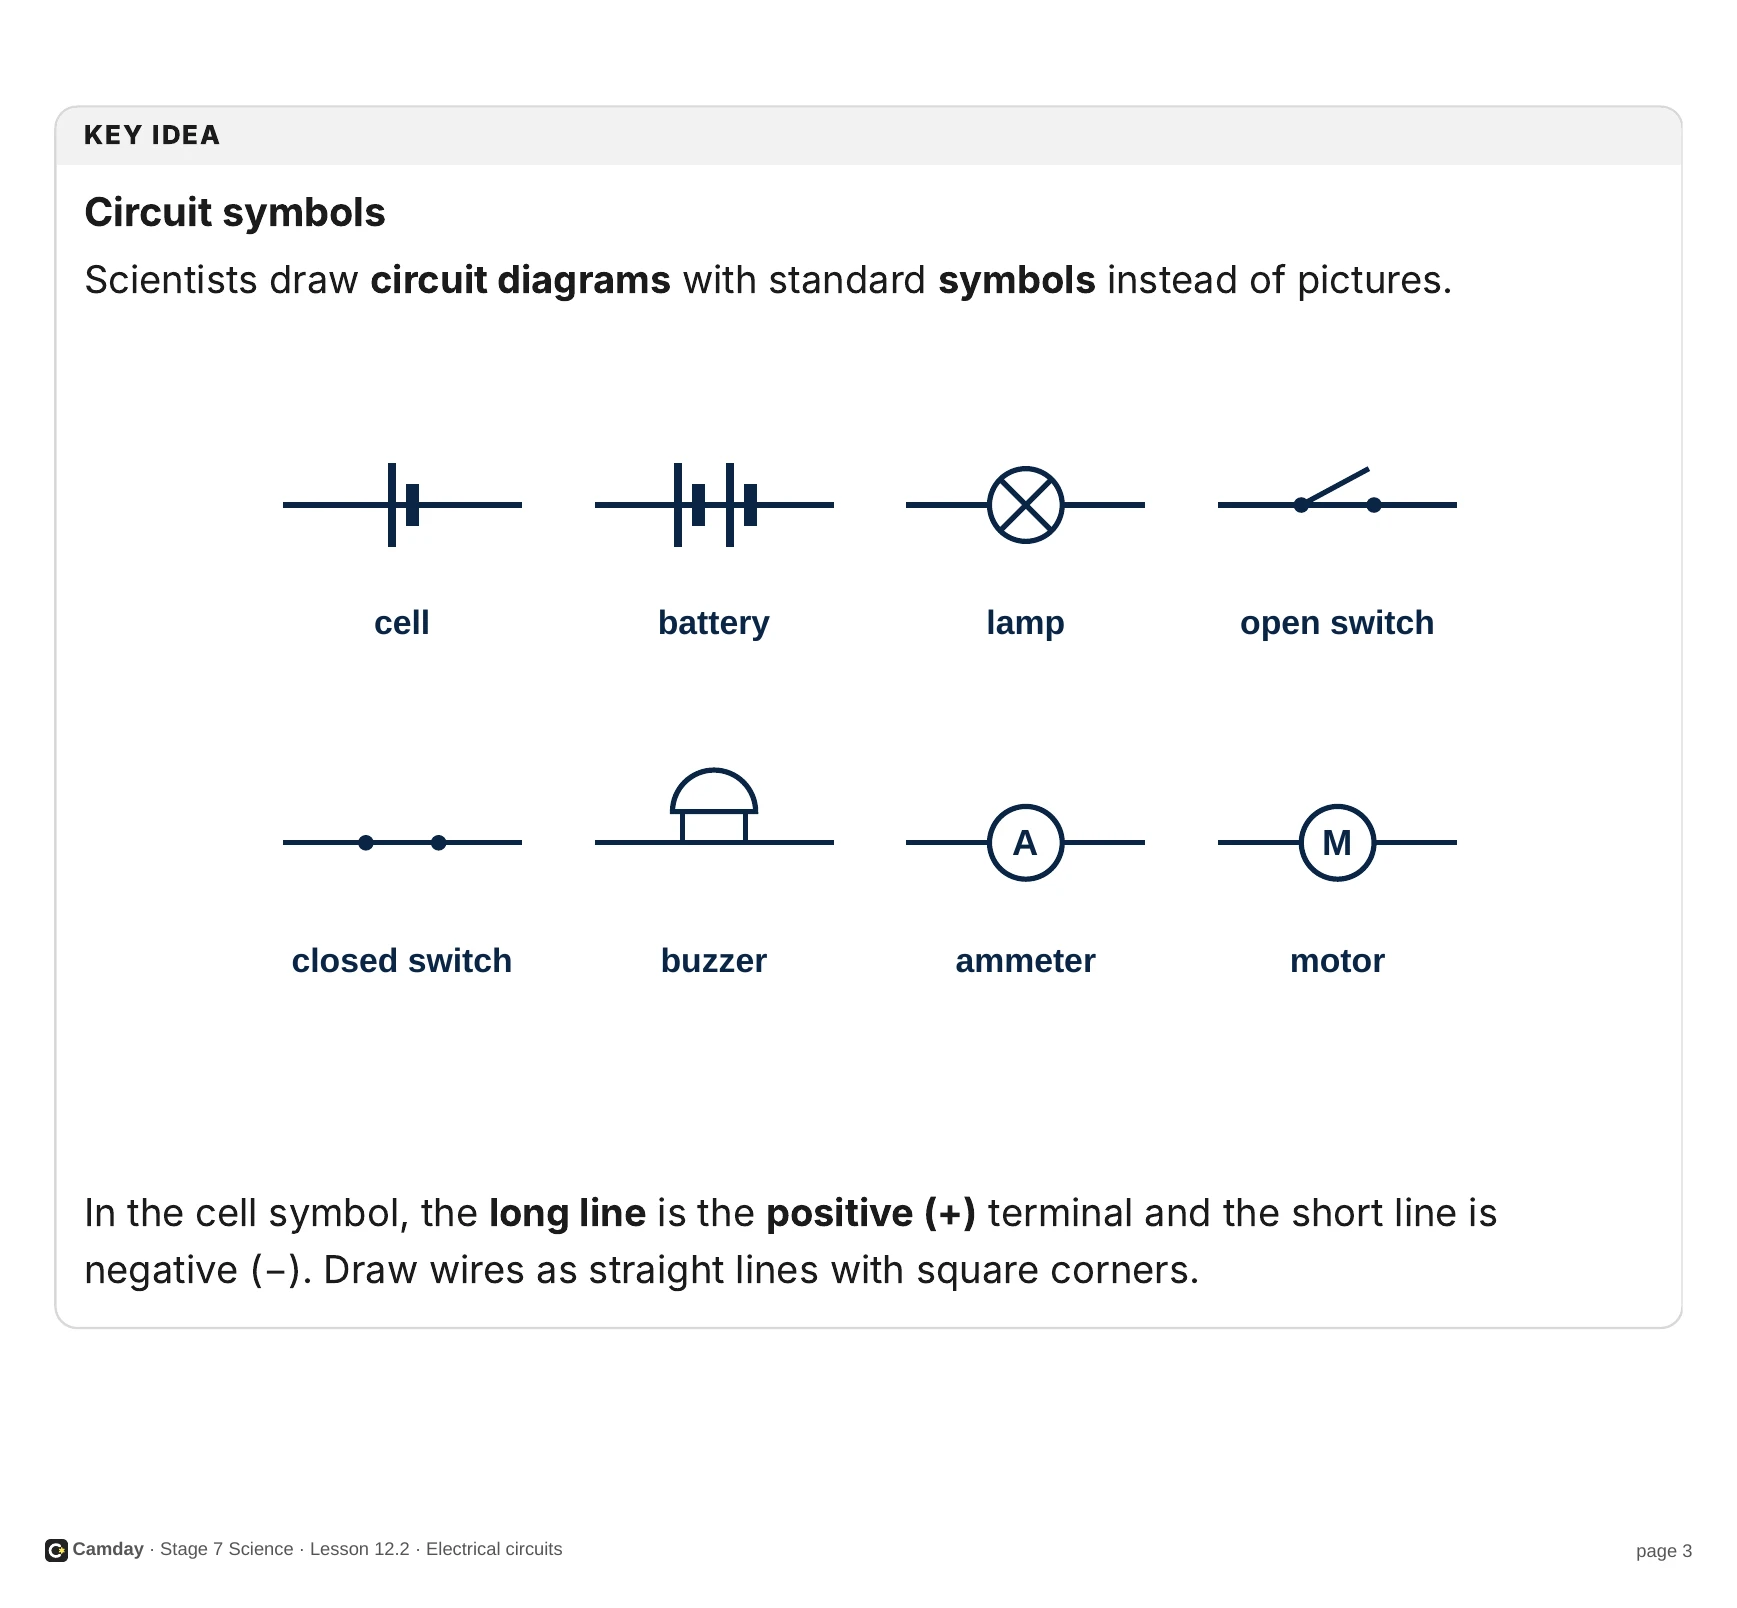 KEY IDEA
Circuit symbols
Scientists draw circuit diagrams with standard symbols instead of pictures.
cell battery lamp open switch
A M
closed switch buzzer ammeter motor
In the cell symbol, the long line is the positive (+) terminal and the short line is
negative (−). Draw wires as straight lines with square corners.
Camday · Stage 7 Science · Lesson 12.2 · Electrical circuits page 3